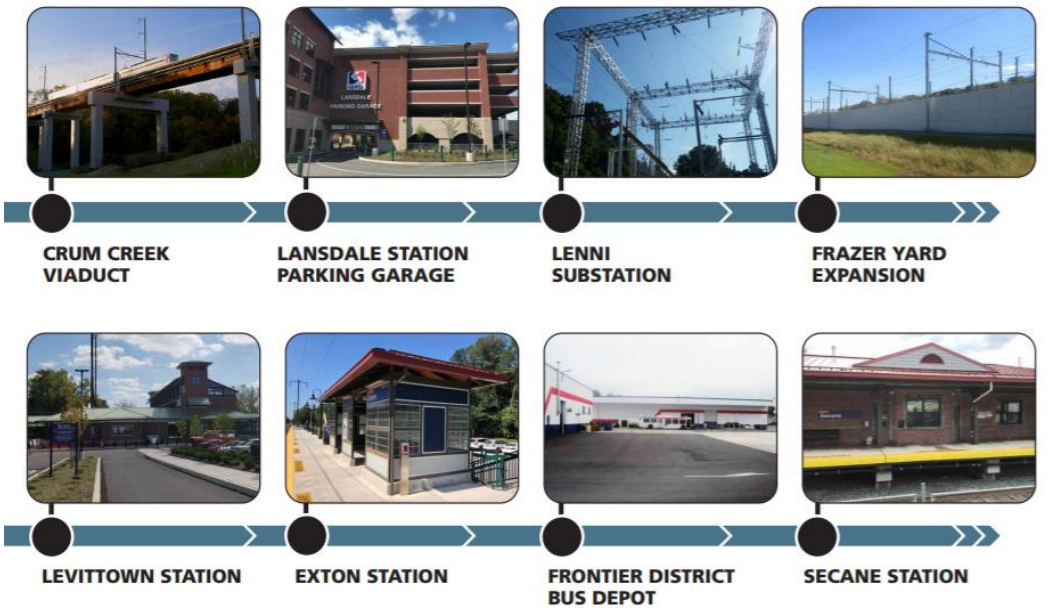 LANSDALE
PARKING GARAGE
CRUM CREEK
VIADUCT
LANSDALE STATION
PARKING GARAGE
LENNI
SUBSTATION
FRAZER YARD
EXPANSION
LEVITTOWN STATION
EXTON STATION
FRONTIER DISTRICT
BUS DEPOT
SECANE STATION